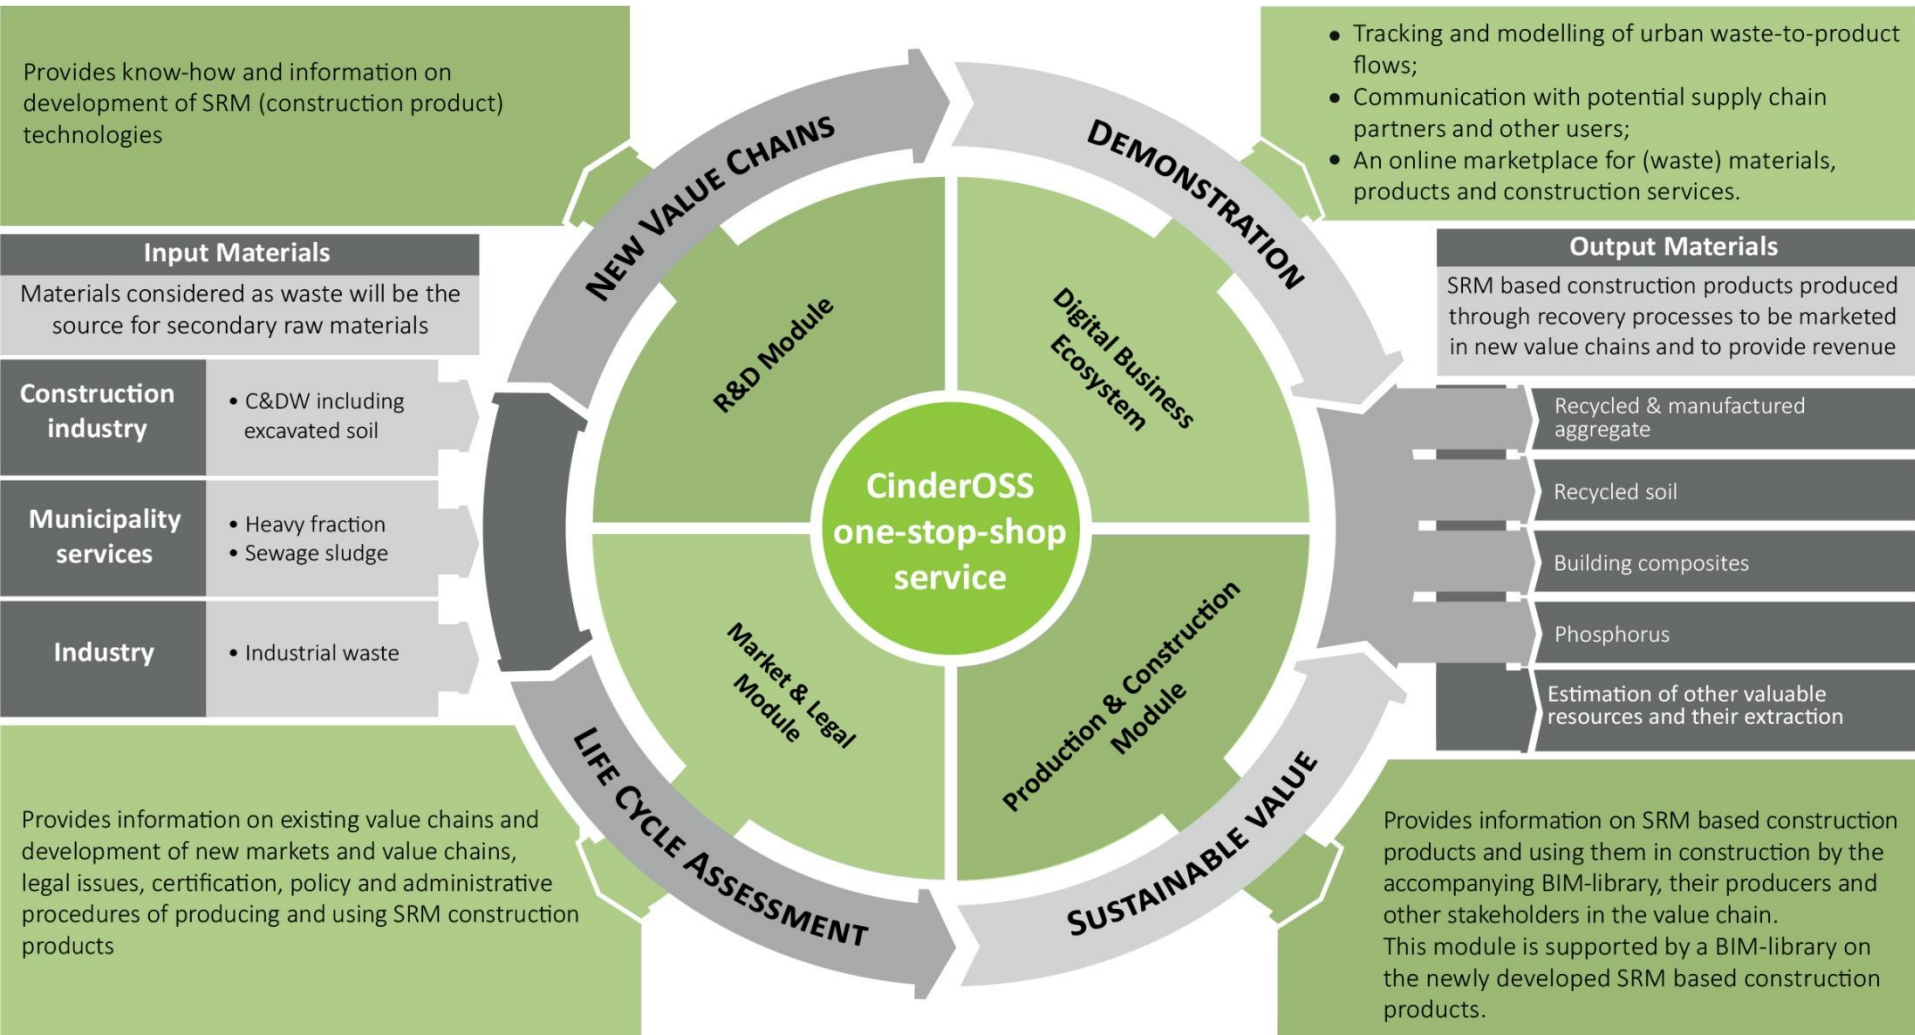 Provides know-how and information on
development of SRM (construction product)
technologies
• Tracking and modelling of urban waste-to-product
flows;
• Communication with potential supply chain
partners and other users;
• An online marketplace for (waste) materials,
products and construction services.
NEW VALUE CHAINS
DEMONSTRATION
Input Materials
Materials considered as waste will be the
source for secondary raw materials
Construction
industry
• C&DW including
excavated soil
Municipality
services
• Heavy fraction
• Sewage sludge
Industry
• Industrial waste
R&D Module
Digital Business
Ecosystem
CinderOSS
one-stop-shop
service
Market & Legal
Module
Production & Construction
Module
Output Materials
SRM based construction products produced
through recovery processes to be marketed
in new value chains and to provide revenue
Recycled & manufactured
aggregate
Recycled soil
Building composites
Phosphorus
Estimation of other valuable
resources and their extraction
LIFE CYCLE ASSESSMENT
SUSTAINABLE VALUE
Provides information on existing value chains and
development of new markets and value chains,
legal issues, certification, policy and administrative
procedures of producing and using SRM construction
products
Provides information on SRM based construction
products and using them in construction by the
accompanying BIM-library, their producers and
other stakeholders in the value chain.
This module is supported by a BIM-library on
the newly developed SRM based construction
products.